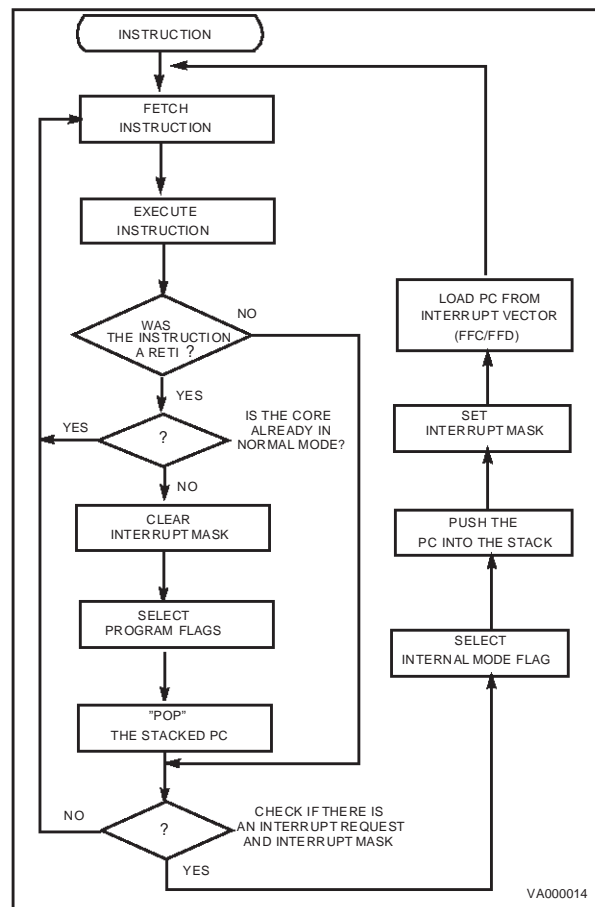 INSTRUCTION
FETCH
INSTRUCTION
EXECUTE
INSTRUCTION
WAS
THE INSTRUCTION
A RETI ?
NO
YES
?
IS THE CORE
ALREADY IN
NORMAL MODE?
YES
NO
CLEAR
INTERRUPT MASK
SELECT
PROGRAM FLAGS
"POP"
THE STACKED PC
?
NO
CHECK IF THERE IS
AN INTERRUPT REQUEST
AND INTERRUPT MASK
YES
LOAD PC FROM
INTERRUPT VECTOR
(FFC/FFD)
SET
INTERRUPT MASK
PUSH THE
PC INTO THE STACK
SELECT
INTERNAL MODE FLAG
VA000014